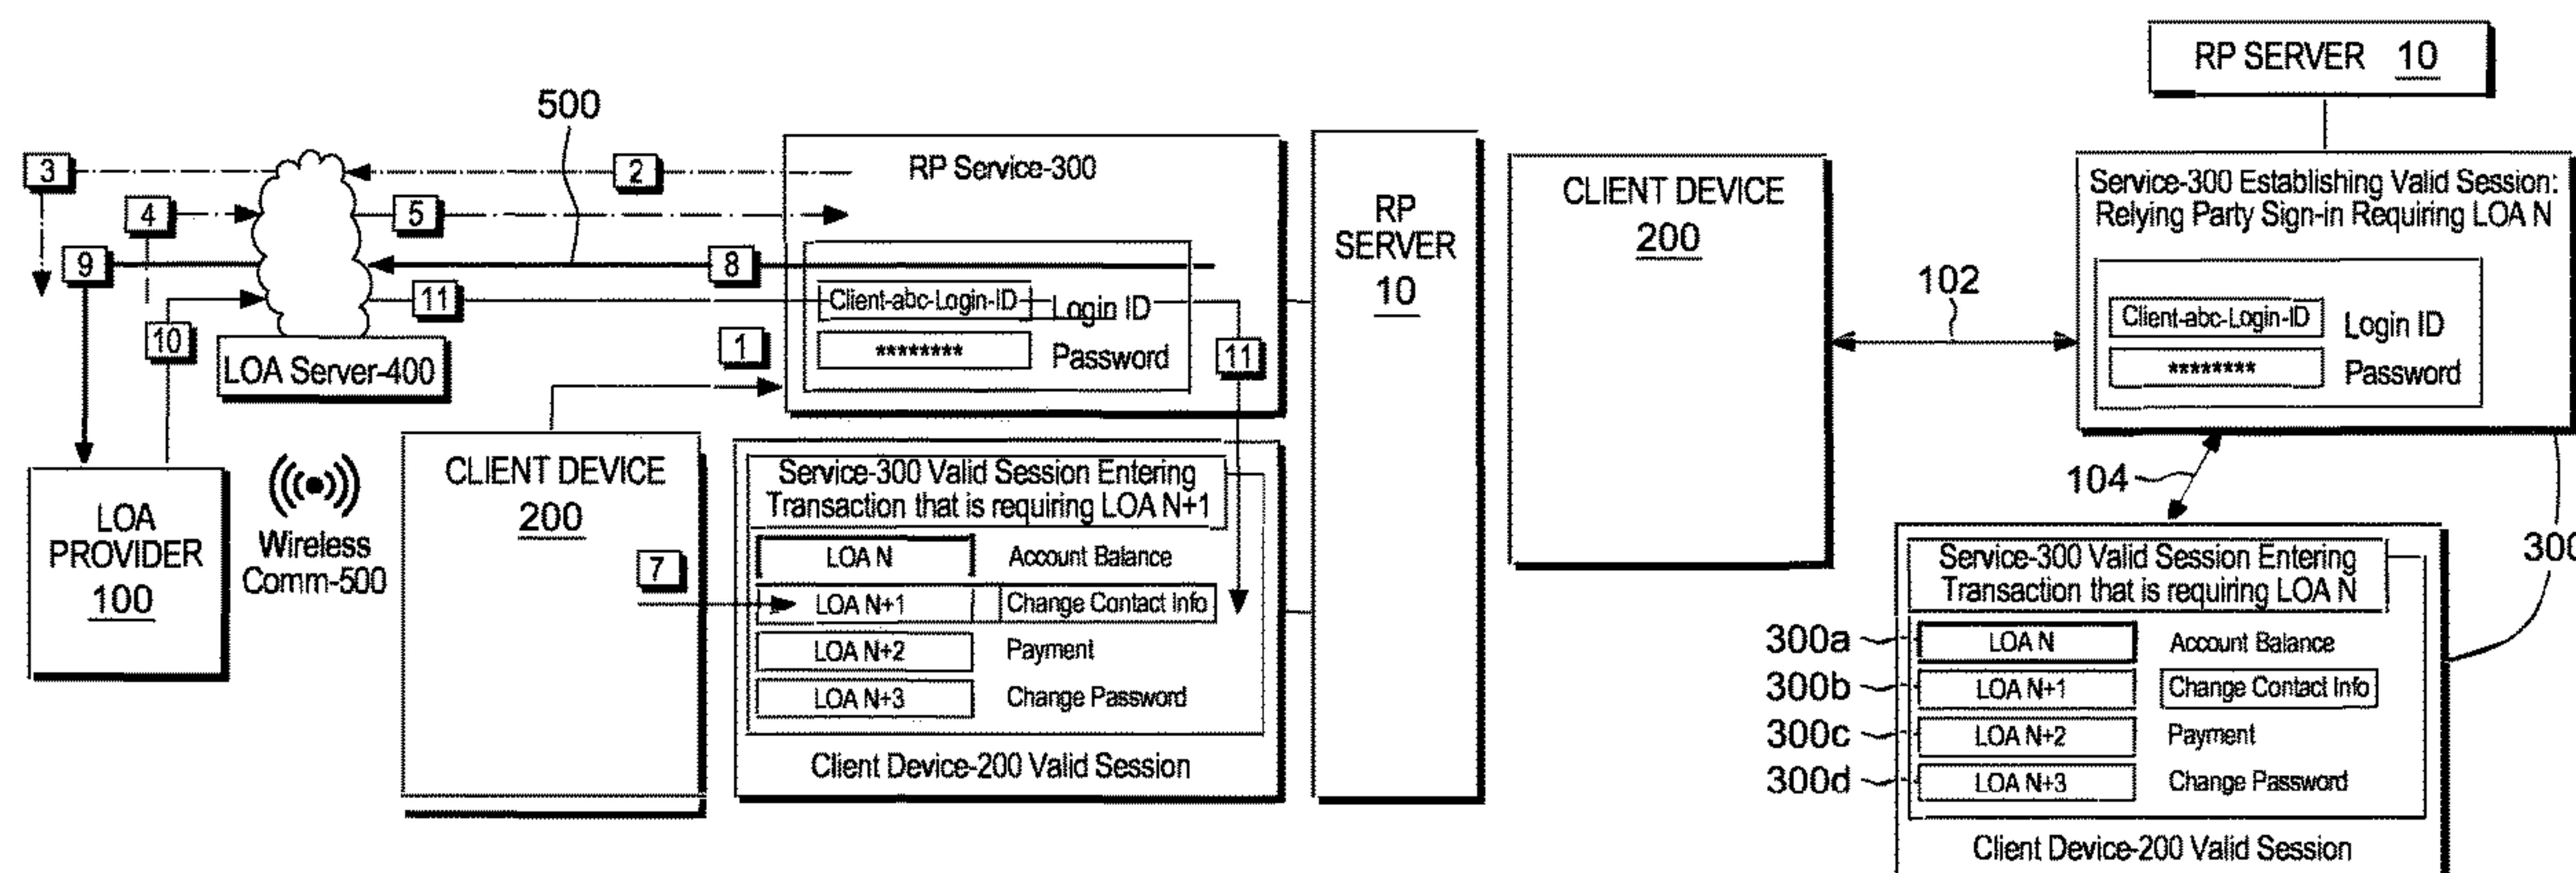 500
3
2
4
5
9
8
11
10
LOA Server-400
LOA
PROVIDER
100
Wireless
Comm-500
RP Service-300
Client-abc-Login-ID
Login ID
********
Password
1
11
CLIENT DEVICE
200
7
Service-300 Valid Session Entering
Transaction that is requiring LOA N+1
LOA N Account Balance
LOA N+1 Change Contact Info
LOA N+2 Payment
LOA N+3 Change Password
Client Device-200 Valid Session
RP
SERVER
10
CLIENT DEVICE
200
102
RP SERVER 10
Service-300 Establishing Valid Session:
Relying Party Sign-in Requiring LOA N
Client-abc-Login-ID Login ID
******** Password
104
300
Service-300 Valid Session Entering
Transaction that is requiring LOA N
300a LOA N Account Balance
300b LOA N+1 Change Contact Info
300c LOA N+2 Payment
300d LOA N+3 Change Password
Client Device-200 Valid Session